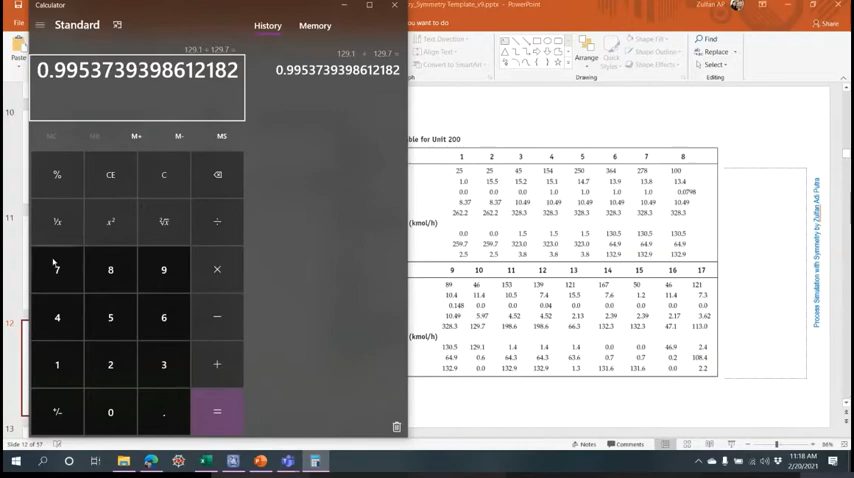 Calculator
ry_Symmetry Template_v9.pptx - PowerPoint
Zulfan Ad
File
you want to do
Share
Standard
History
Memory
Paste
Text Direction
Align Text
Convert to SmartArt
Arrange
Quick
Styles
Shape Fill
Shape Outline
Shape Effects
Find
Replace
Select
Drawing
Editing
129.1 ÷ 129.7 =
0.9953739398612182
129.1 ÷ 129.7 =
0.9953739398612182
MC MR M+ M- MS
% CE C
¹/x x² ²√x ÷
7 8 9 ×
4 5 6 −
1 2 3 +
+/- 0 . =
10
11
12
13
ble for Unit 200
1 2 3 4 5 6 7 8
25 25 45 154 250 364 278 100
1.0 15.5 15.2 15.1 14.7 13.9 13.8 13.4
0.0 0.0 0.0 1.0 1.0 1.0 1.0 0.0798
8.37 8.37 10.49 10.49 10.49 10.49 10.49 10.49
262.2 262.2 328.3 328.3 328.3 328.3 328.3 328.3
(kmol/h)
0.0 0.0 1.5 1.5 1.5 130.5 130.5 130.5
259.7 259.7 323.0 323.0 323.0 64.9 64.9 64.9
2.5 2.5 3.8 3.8 3.8 132.9 132.9 132.9
9 10 11 12 13 14 15 16 17
89 46 153 139 121 167 50 46 121
10.4 11.4 10.5 7.4 15.5 7.6 1.2 11.4 7.3
0.148 0.0 0.0 0.04 0.0 0.0 0.0 0.0 0.0
10.49 5.97 4.52 4.52 2.13 2.39 2.39 2.17 3.62
328.3 129.7 198.6 198.6 66.3 132.3 132.3 47.1 113.0
(kmol/h)
130.5 129.1 1.4 1.4 1.4 0.0 0.0 46.9 2.4
64.9 0.6 64.3 64.3 63.6 0.7 0.7 0.2 108.4
132.9 0.0 132.9 132.9 1.3 131.6 131.6 0.0 2.2
Process Simulation with Symmetry by Zulfan Adi Putra
Slide 12 of 57
Notes
Comments
86%
11:18 AM
2/20/2021